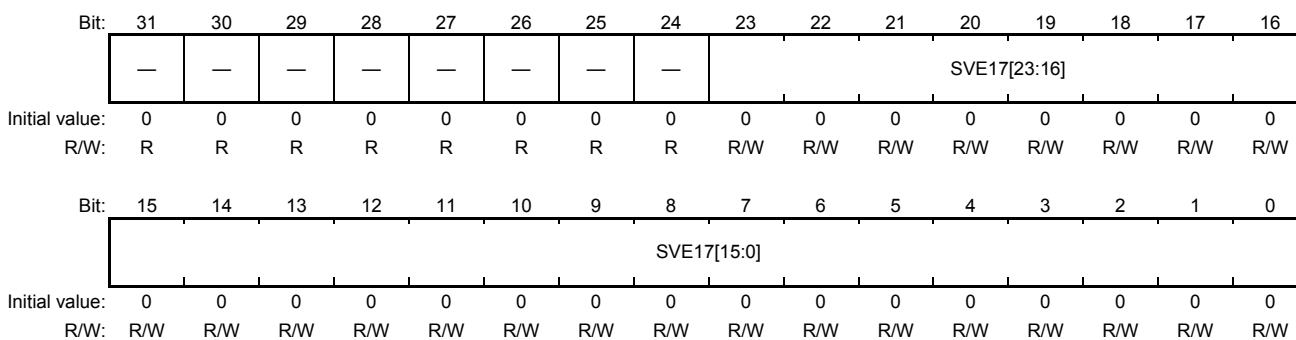 Bit: 31 30 29 28 27 26 25 24 23 22 21 20 19 18 17 16
— — — — — — — — SVE17[23:16]
Initial value: 0 0 0 0 0 0 0 0 0 0 0 0 0 0 0 0
R/W: R R R R R R R R R/W R/W R/W R/W R/W R/W R/W R/W
Bit: 15 14 13 12 11 10 9 8 7 6 5 4 3 2 1 0
SVE17[15:0]
Initial value: 0 0 0 0 0 0 0 0 0 0 0 0 0 0 0 0
R/W: R/W R/W R/W R/W R/W R/W R/W R/W R/W R/W R/W R/W R/W R/W R/W R/W